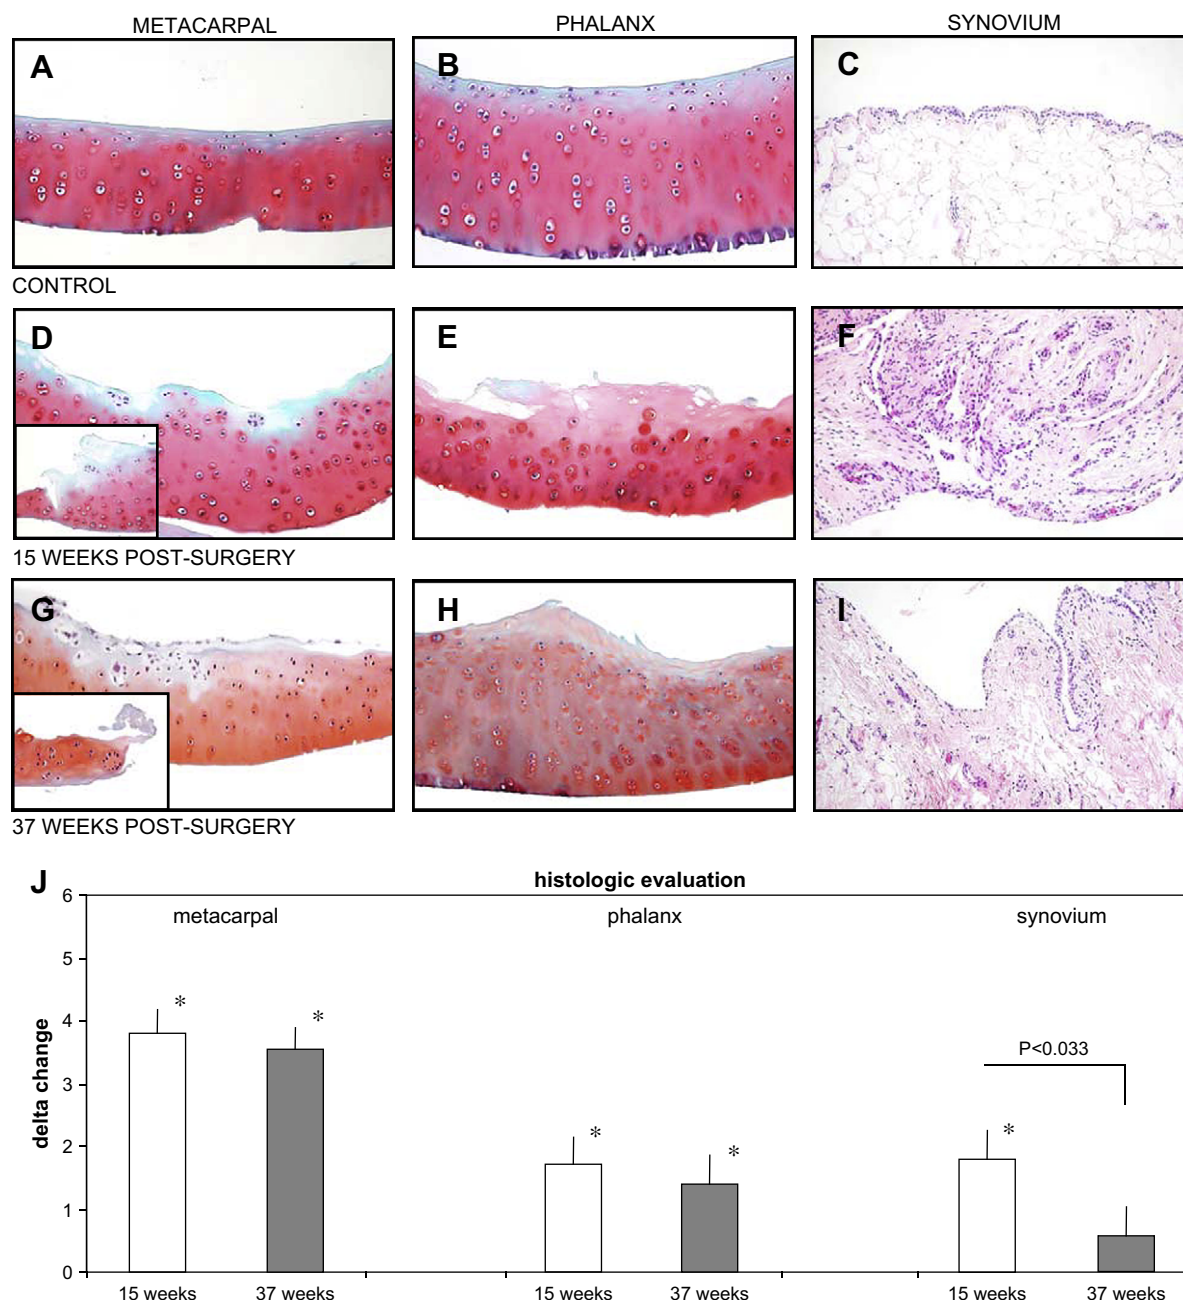 METACARPAL PHALANX SYNOVIUM
A B C
CONTROL
D E F
15 WEEKS POST-SURGERY
G H I
37 WEEKS POST-SURGERY
J histologic evaluation
6 metacarpal phalanx synovium
5
4 * *
3 P<0.033
2 * * *
1
0
delta change
15 weeks 37 weeks 15 weeks 37 weeks 15 weeks 37 weeks